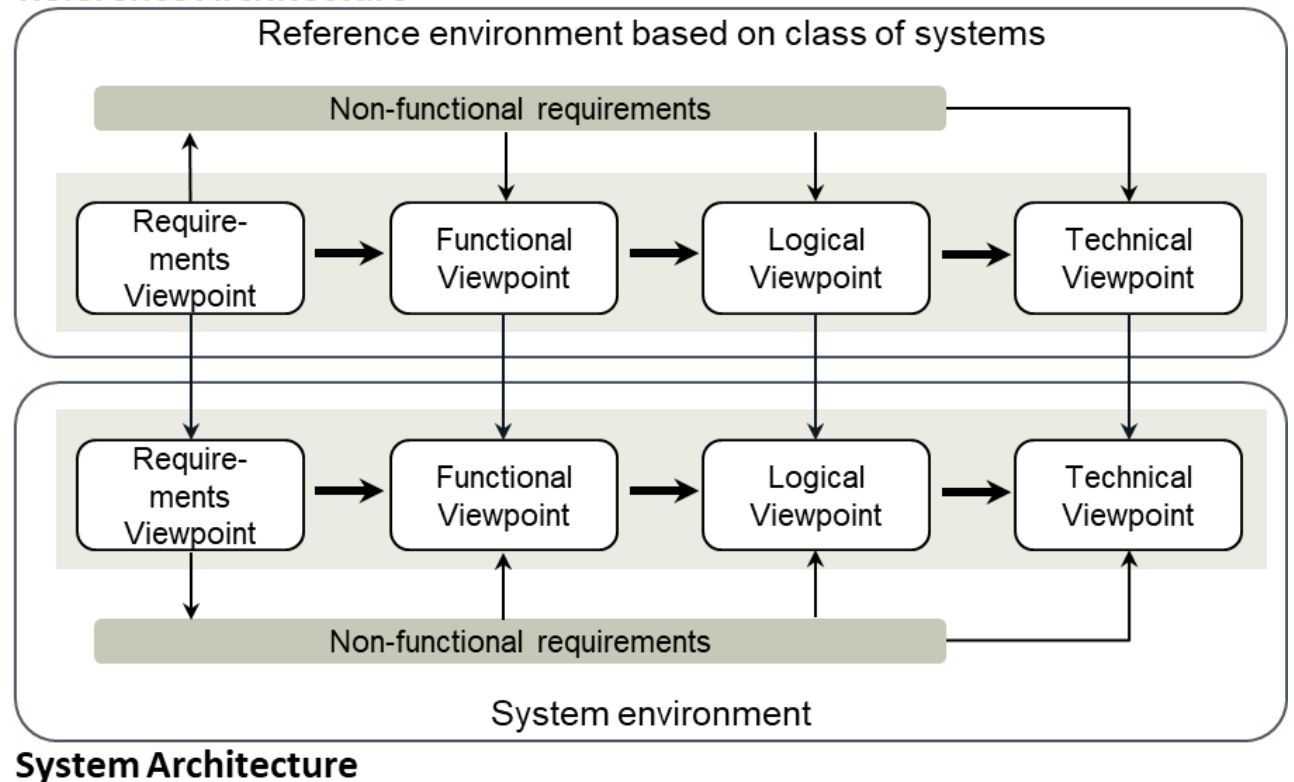 Reference environment based on class of systems
Non-functional requirements
Require-
ments
Viewpoint
Functional
Viewpoint
Logical
Viewpoint
Technical
Viewpoint
Require-
ments
Viewpoint
Functional
Viewpoint
Logical
Viewpoint
Technical
Viewpoint
Non-functional requirements
System environment
System Architecture